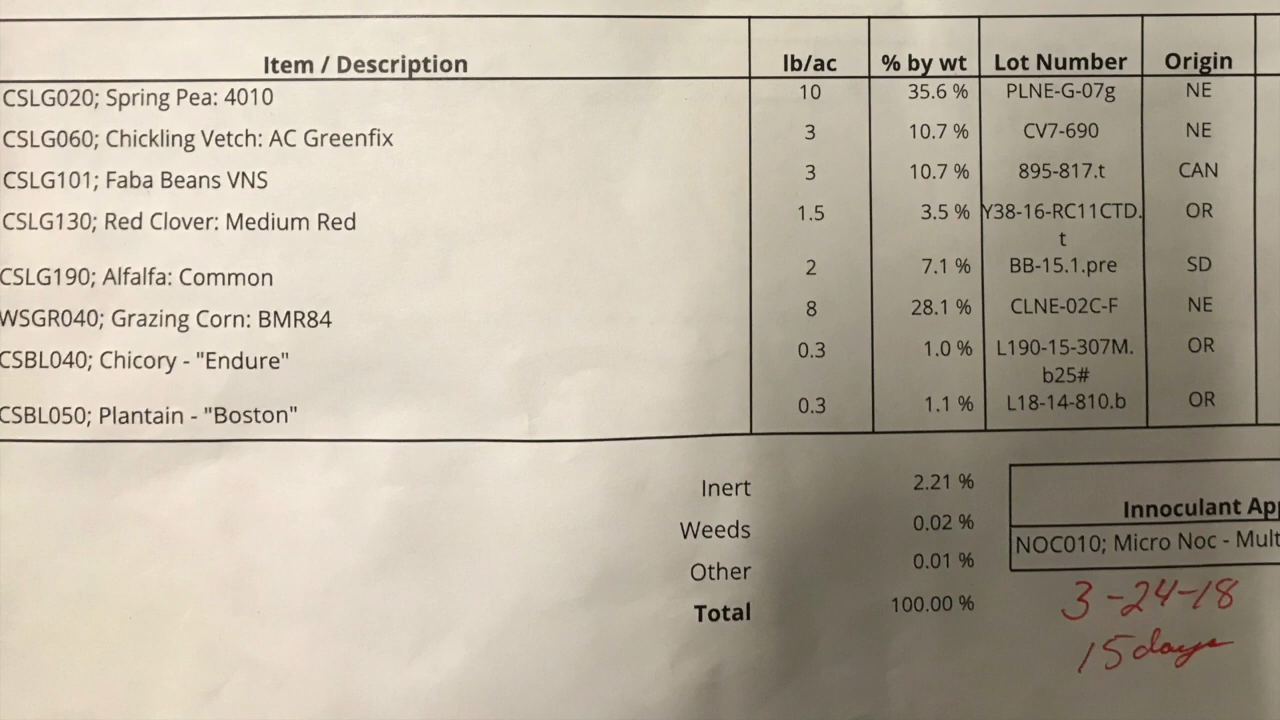 Item / Description lb/ac % by wt Lot Number Origin
CSLG020; Spring Pea: 4010 10 35.6 % PLNE-G-07g NE
CSLG060; Chickling Vetch: AC Greenfix 3 10.7 % CV7-690 NE
CSLG101; Faba Beans VNS 3 10.7 % 895-817.t CAN
CSLG130; Red Clover: Medium Red 1.5 3.5 % Y38-16-RC11CTD. OR
t
CSLG190; Alfalfa: Common 2 7.1 % BB-15.1.pre SD
WSGR040; Grazing Corn: BMR84 8 28.1 % CLNE-02C-F NE
CSBL040; Chicory - "Endure" 0.3 1.0 % L190-15-307M. OR
b25#
CSBL050; Plantain - "Boston" 0.3 1.1 % L18-14-810.b OR
Inert 2.21 %
Weeds 0.02 %
Other 0.01 %
Total 100.00 %
Innoculant App
NOC010; Micro Noc - Mult
3-24-18
15 days